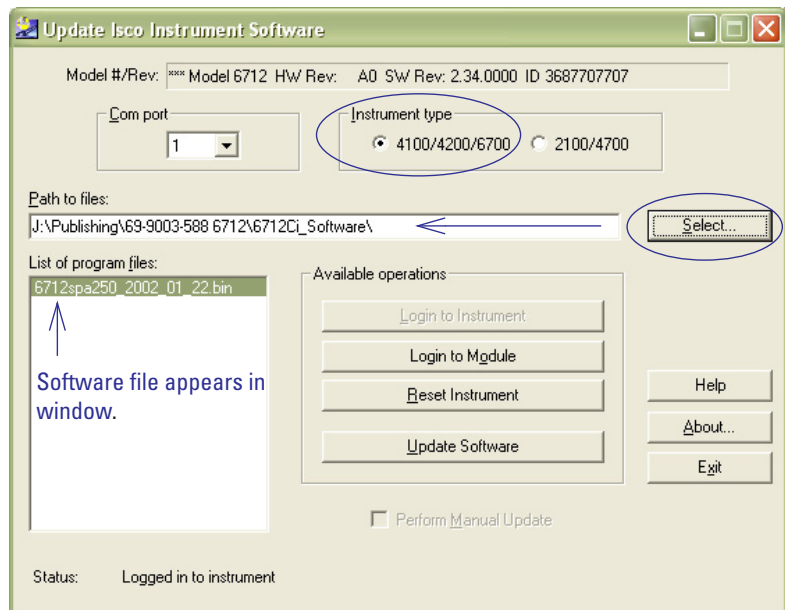 Update Isco Instrument Software
Model #/Rev: *** Model 6712 HW Rev: A0 SW Rev: 2.34.0000 ID 3687707707
Com port
1
Instrument type
4100/4200/6700
2100/4700
Path to files:
J:\Publishing\69-9003-588 6712\6712Ci_Software\
Select...
List of program files:
6712spa250_2002_01_22.bin
Software file appears in
window.
Available operations
Login to Instrument
Login to Module
Reset Instrument
Update Software
Help
About...
Exit
Perform Manual Update
Status: Logged in to instrument